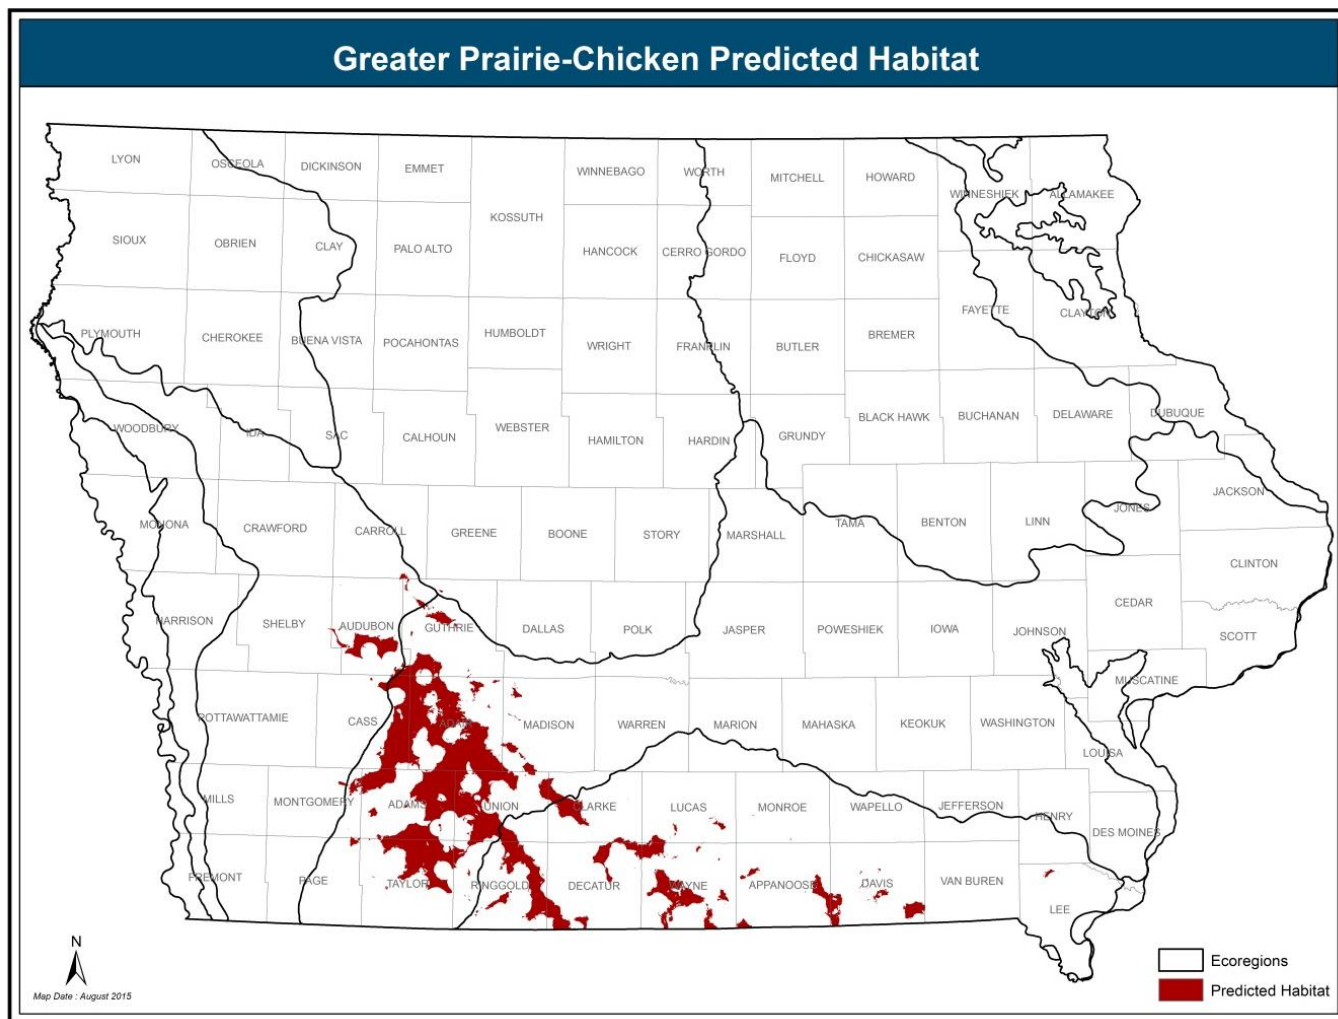 Greater Prairie-Chicken Predicted Habitat
LYON
OSCEOLA
DICKINSON
EMMET
WINNEBAGO
WORTH
MITCHELL
HOWARD
WINNESHIEK
ALLAMAKEE
KOSSUTH
SIOUX
OBRIEN
CLAY
PALO ALTO
HANCOCK
CERRO GORDO
FLOYD
CHICKASAW
FAYETTE
CLAYTON
PLYMOUTH
CHEROKEE
BUENA VISTA
POCAHONTAS
HUMBOLDT
WRIGHT
FRANKLIN
BUTLER
BREMER
WOODBURY
IDA
SAC
CALHOUN
WEBSTER
HAMILTON
HARDIN
GRUNDY
BLACK HAWK
BUCHANAN
DELAWARE
DUBUQUE
MONONA
CRAWFORD
CARROLL
GREENE
BOONE
STORY
MARSHALL
TAMA
BENTON
LINN
JONES
JACKSON
CLINTON
HARRISON
SHELBY
AUDUBON
GUTHRIE
DALLAS
POLK
JASPER
POWESHIEK
IOWA
JOHNSON
CEDAR
SCOTT
MUSCATINE
POTTAWATTAMIE
CASS
ADAIR
MADISON
WARREN
MARION
MAHASKA
KEOKUK
WASHINGTON
LOUISA
MILLS
MONTGOMERY
ADAMS
UNION
CLARKE
LUCAS
MONROE
WAPELLO
JEFFERSON
HENRY
DES MOINES
FREMONT
PAGE
TAYLOR
RINGGOLD
DECATUR
WAYNE
APPANOOSE
DAVIS
VAN BUREN
LEE
N
Map Date : August 2015
Ecoregions
Predicted Habitat